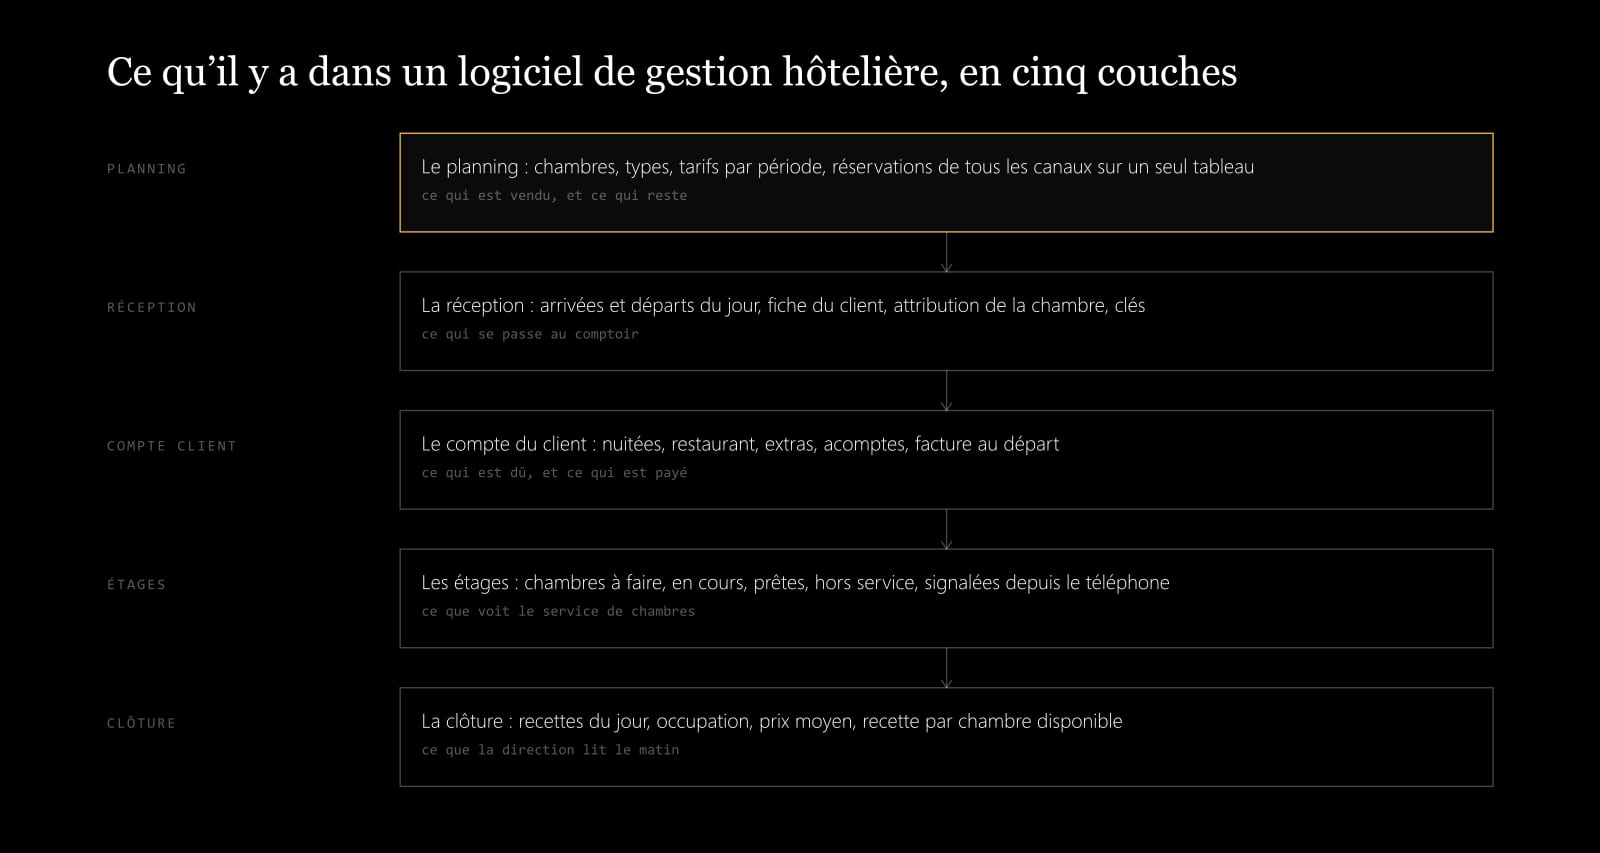 Ce qu’il y a dans un logiciel de gestion hôtelière, en cinq couches
PLANNING
Le planning : chambres, types, tarifs par période, réservations de tous les canaux sur un seul tableau
ce qui est vendu, et ce qui reste
RÉCEPTION
La réception : arrivées et départs du jour, fiche du client, attribution de la chambre, clés
ce qui se passe au comptoir
COMPTE CLIENT
Le compte du client : nuitées, restaurant, extras, acomptes, facture au départ
ce qui est dû, et ce qui est payé
ÉTAGES
Les étages : chambres à faire, en cours, prêtes, hors service, signalées depuis le téléphone
ce que voit le service de chambres
CLÔTURE
La clôture : recettes du jour, occupation, prix moyen, recette par chambre disponible
ce que la direction lit le matin